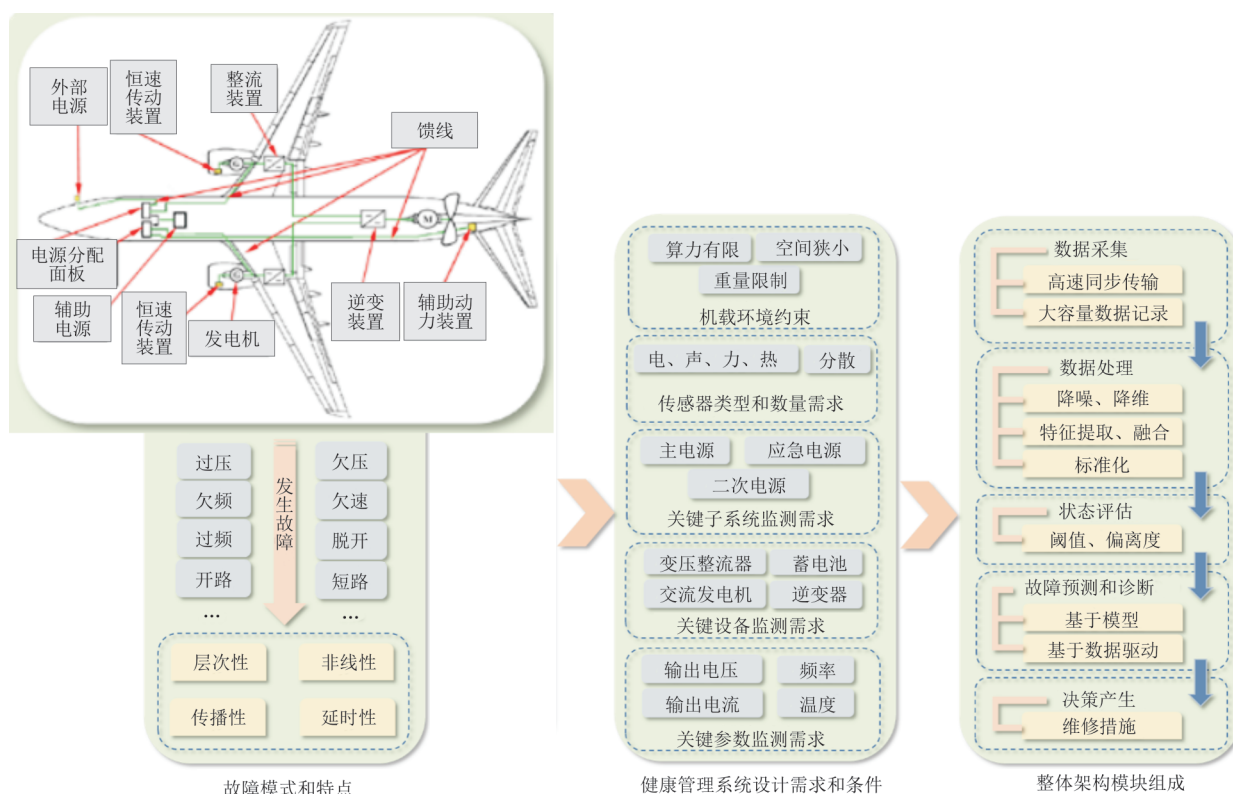 外部
电源
恒速
传动
装置
整流
装置
馈线
电源分配
面板
辅助
电源
恒速
传动
装置
发电机
逆变
装置
辅助动
力装置
M
过压
欠压
欠频
欠速
过频
脱开
开路
短路
…
…
发生故障
层次性
非线性
传播性
延时性
故障模式和特点
算力有限
空间狭小
重量限制
机载环境约束
电、声、力、热
分散
传感器类型和数量需求
主电源
应急电源
二次电源
关键子系统监测需求
变压整流器
蓄电池
交流发电机
逆变器
关键设备监测需求
输出电压
频率
输出电流
温度
关键参数监测需求
健康管理系统设计需求和条件
数据采集
高速同步传输
大容量数据记录
数据处理
降噪、降维
特征提取、融合
标准化
状态评估
阈值、偏离度
故障预测和诊断
基于模型
基于数据驱动
决策产生
维修措施
整体架构模块组成